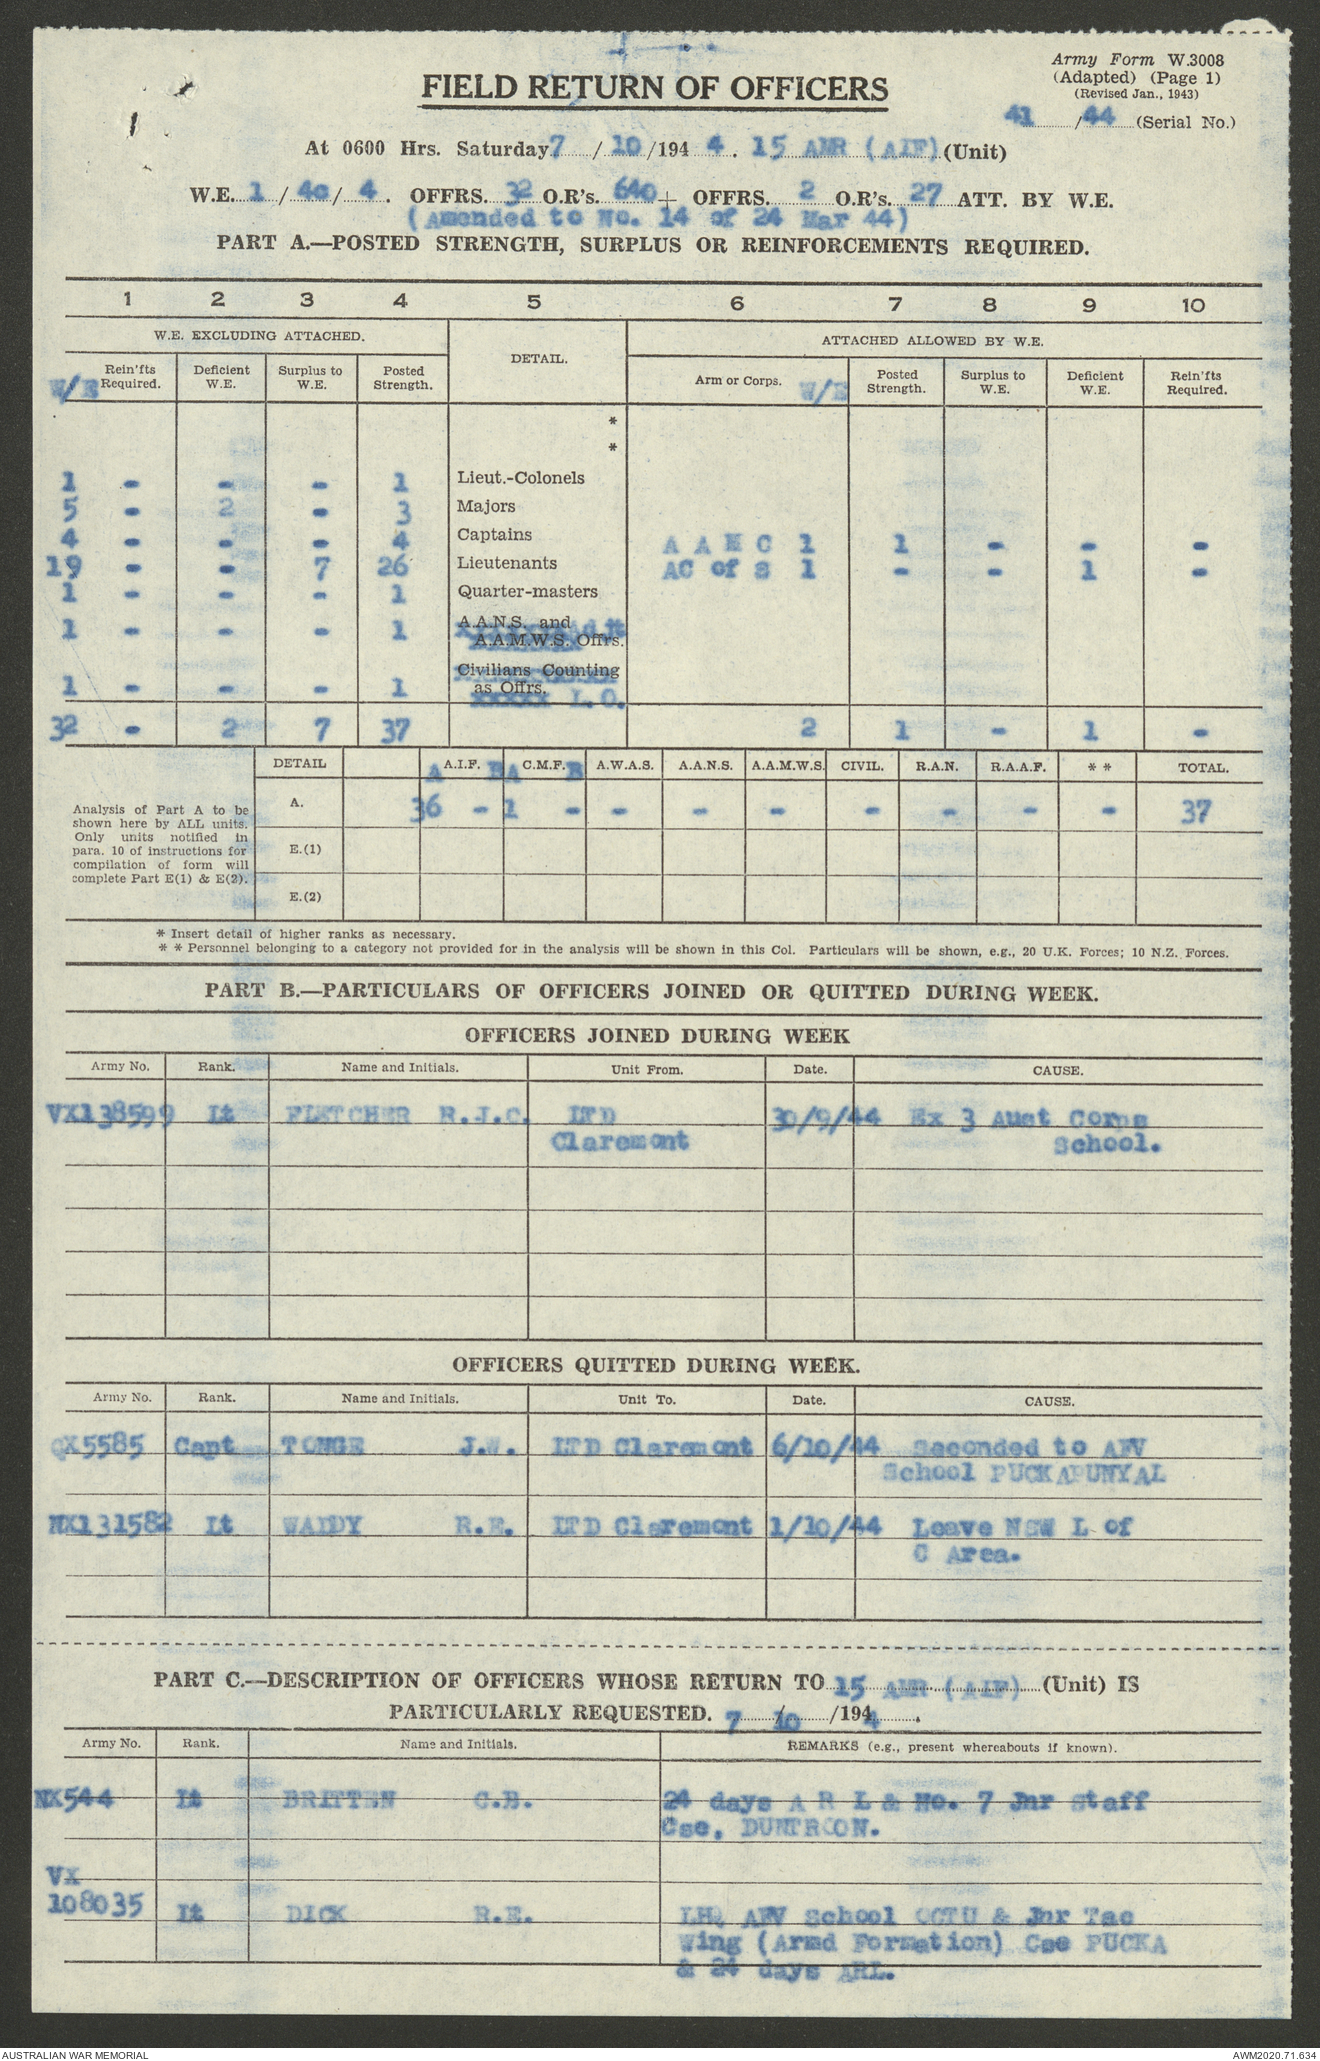 Army Form W.3008
(Adapted) (Page 1)
(Revised Jan., 1943)
FIELD RETURN OF OFFICERS
41 /44 (Serial No.)
At 0600 Hrs. Saturday 7 / 10 /194 4. 15 AMR (AIF) (Unit)
W.E. 1 / 4c / 4. OFFRS. 32 O.R's. 640 + OFFRS. 2 O.R's. 27 ATT. BY W.E.
(Amended to No. 14 of 24 Mar 44)
PART A.—POSTED STRENGTH, SURPLUS OR REINFORCEMENTS REQUIRED.
1 2 3 4 5 6 7 8 9 10
W.E. EXCLUDING ATTACHED. DETAIL. ATTACHED ALLOWED BY W.E.
W/E Rein'fts Required. Deficient W.E. Surplus to W.E. Posted Strength. Arm or Corps. W/E Posted Strength. Surplus to W.E. Deficient W.E. Rein'fts Required.
*
*
1 - - - 1 Lieut.-Colonels
5 - 2 - 3 Majors
4 - - - 4 Captains A A M C 1 1 - - -
19 - - 7 26 Lieutenants AC of S 1 - - 1 -
1 - - - 1 Quarter-masters
1 - - - 1 A.A.N.S. and
A.A.M.W.S. Offrs.
Civilians Counting
1 - - - 1 as Offrs.
xxxxx L.O.
32 - 2 7 37 2 1 - 1 -
DETAIL A A.I.F. B A C.M.F. B A.W.A.S. A.A.N.S. A.A.M.W.S. CIVIL. R.A.N. R.A.A.F. * * TOTAL.
Analysis of Part A to be
shown here by ALL units.
Only units notified in
para. 10 of instructions for
compilation of form will
complete Part E(1) & E(2).
A. 36 - 1 - - - - - - - - 37
E.(1)
E.(2)
* Insert detail of higher ranks as necessary.
* * Personnel belonging to a category not provided for in the analysis will be shown in this Col. Particulars will be shown, e.g., 20 U.K. Forces; 10 N.Z. Forces.
PART B.—PARTICULARS OF OFFICERS JOINED OR QUITTED DURING WEEK.
OFFICERS JOINED DURING WEEK
Army No. Rank. Name and Initials. Unit From. Date. CAUSE.
VX138599 Lt FLETCHER R.J.C. LTD 30/9/44 Ex 3 Aust Corps
Claremont School.
OFFICERS QUITTED DURING WEEK.
Army No. Rank. Name and Initials. Unit To. Date. CAUSE.
QX5585 Capt TONGE J.W. LTD Claremont 6/10/44 Seconded to AFV
School PUCKAPUNYAL
NX131582 Lt WADDY R.E. LTD Claremont 1/10/44 Leave NSW L of
C Area.
PART C.—DESCRIPTION OF OFFICERS WHOSE RETURN TO 15 AMR (AIF) (Unit) IS
PARTICULARLY REQUESTED. 7 / 10 /194 4.
Army No. Rank. Name and Initials. REMARKS (e.g., present whereabouts if known).
NX544 Lt BRITTEN C.B. 24 days A R L & No. 7 Jnr Staff
Cse, DUNTROON.
VX
108035 Lt DICK R.E. LHQ AFV School OCTU & Jnr Tac
Wing (Armd Formation) Cse PUCKA
& 24 days ARL.
AUSTRALIAN WAR MEMORIAL
AWM2020.71.634